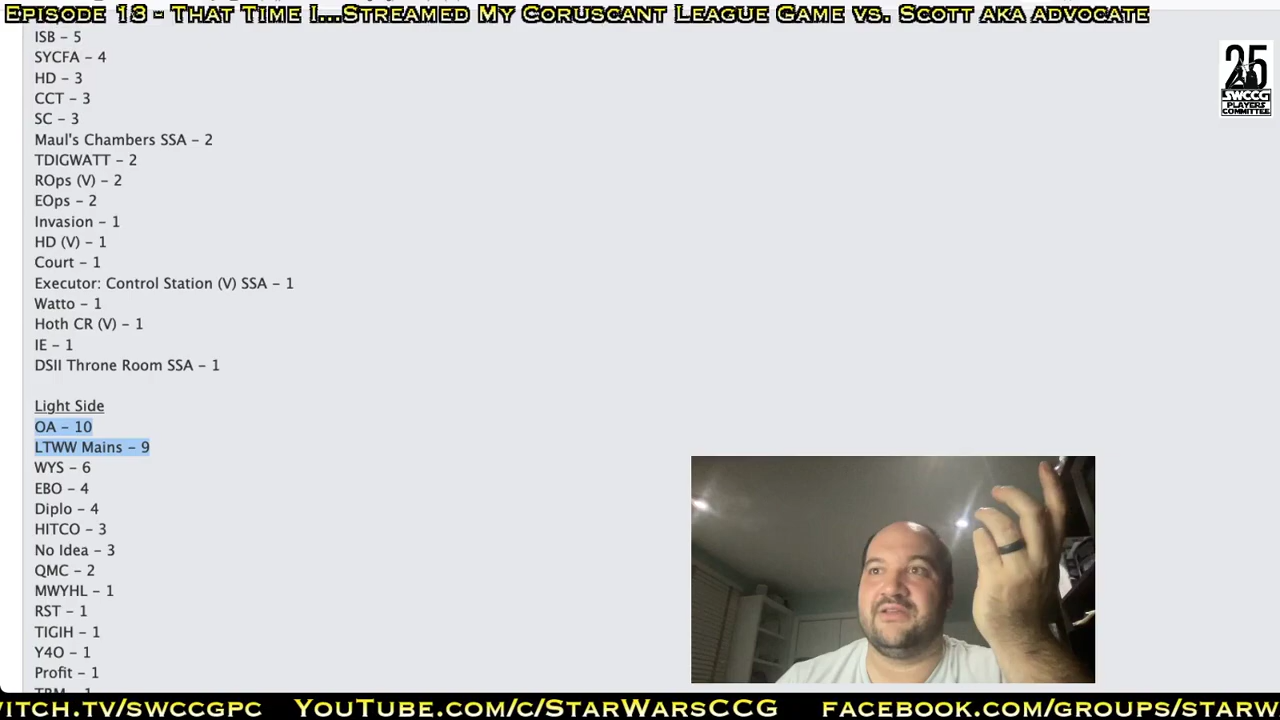 Episode 13 - That Time I...Streamed My Coruscant League Game vs. Scott aka advocate
ISB – 5
SYCFA – 4
HD – 3
CCT – 3
SC – 3
Maul's Chambers SSA – 2
TDIGWATT – 2
ROps (V) – 2
EOps – 2
Invasion – 1
HD (V) – 1
Court – 1
Executor: Control Station (V) SSA – 1
Watto – 1
Hoth CR (V) – 1
IE – 1
DSII Throne Room SSA – 1
Light Side
OA – 10
LTWW Mains – 9
WYS – 6
EBO – 4
Diplo – 4
HITCO – 3
No Idea – 3
QMC – 2
MWYHL – 1
RST – 1
TIGIH – 1
Y4O – 1
Profit – 1
TBM – 1
25
SWCCG
PLAYERS
COMMITTEE
VITCH.TV/SWCCGPC YouTube.com/c/StarWarsCCG facebook.com/groups/starw